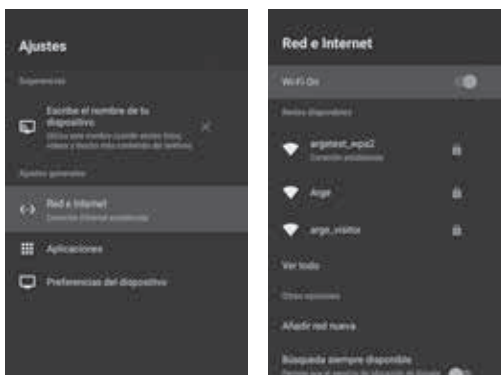 Ajustes
Sugerencias
Escribe el nombre de tu
dispositivo
Ajustes generales
Red e Internet
Conexión Ethernet establecida
Aplicaciones
Preferencias del dispositivo
Red e Internet
Wi-Fi On
Redes disponibles
argetest_wpa2
Conexión establecida
Arge
arge_visitor
Ver todo
Otras opciones
Añadir red nueva
Búsqueda siempre disponible